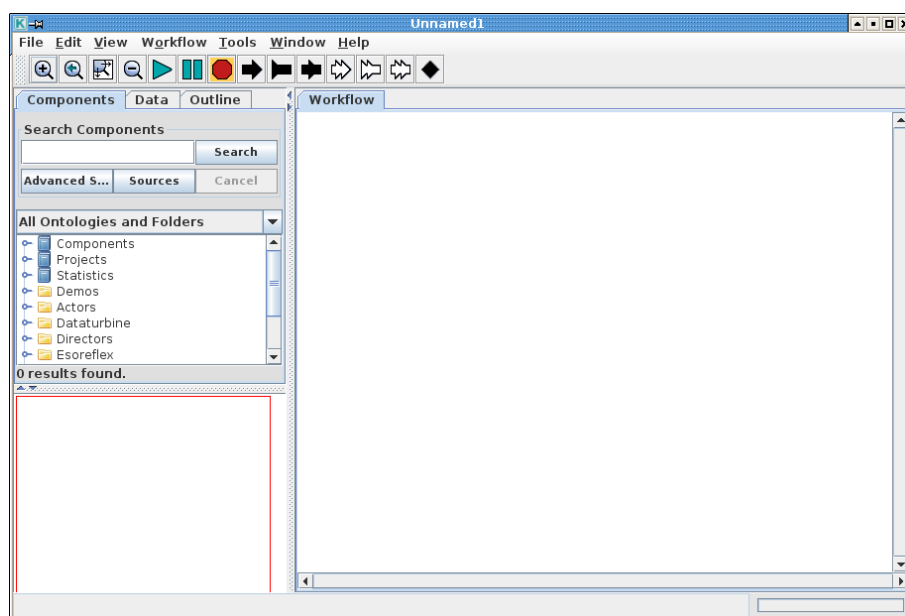 K Unnamed1
File Edit View Workflow Tools Window Help
Components Data Outline
Workflow
Search Components
Search
Advanced S... Sources Cancel
All Ontologies and Folders
Components
Projects
Statistics
Demos
Actors
Dataturbine
Directors
Esoreflex
0 results found.